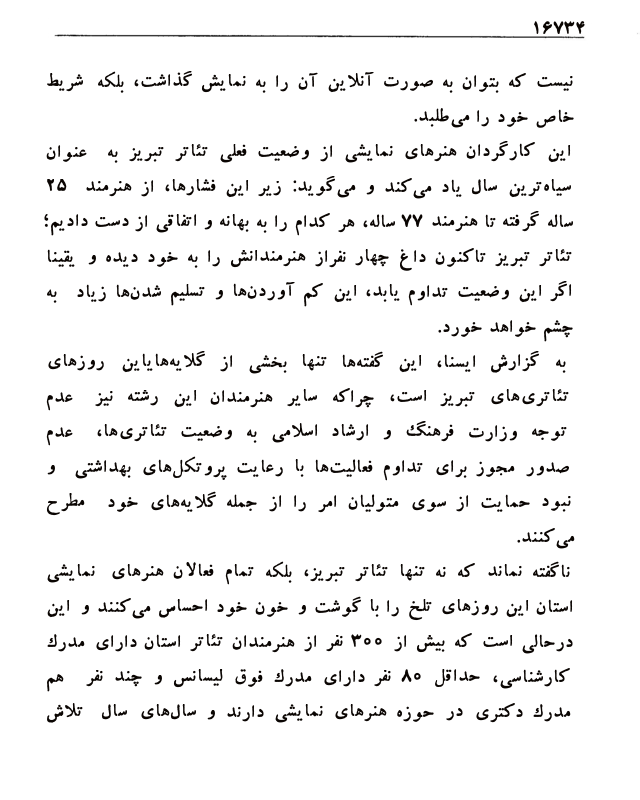 ۱۶۷۳۴
نیست که بتوان به صورت آنلاین آن را به نمایش گذاشت، بلکه شریط
خاص خود را می‌طلبد.
این کارگردان هنرهای نمایشی از وضعیت فعلی تئاتر تبریز به عنوان
سیاه‌ترین سال یاد می‌کند و می‌گوید: زیر این فشارها، از هنرمند ۲۵
ساله گرفته تا هنرمند ۷۷ ساله، هر کدام را به بهانه و اتفاقی از دست دادیم؛
تئاتر تبریز تاکنون داغ چهار نفراز هنرمندانش را به خود دیده و یقینا
اگر این وضعیت تداوم یابد، این کم آوردن‌ها و تسلیم شدن‌ها زیاد به
چشم خواهد خورد.
به گزارش ایسنا، این گفته‌ها تنها بخشی از گلایه‌هایاین روزهای
تئاتری‌های تبریز است، چراکه سایر هنرمندان این رشته نیز عدم
توجه وزارت فرهنگ و ارشاد اسلامی به وضعیت تئاتری‌ها، عدم
صدور مجوز برای تداوم فعالیت‌ها با رعایت پروتکل‌های بهداشتی و
نبود حمایت از سوی متولیان امر را از جمله گلایه‌های خود مطرح
می‌کنند.
ناگفته نماند که نه تنها تئاتر تبریز، بلکه تمام فعالان هنرهای نمایشی
استان این روزهای تلخ را با گوشت و خون خود احساس می‌کنند و این
درحالی است که بیش از ۳۰۰ نفر از هنرمندان تئاتر استان دارای مدرک
کارشناسی، حداقل ۸۰ نفر دارای مدرک فوق لیسانس و چند نفر هم
مدرک دکتری در حوزه هنرهای نمایشی دارند و سال‌های سال تلاش